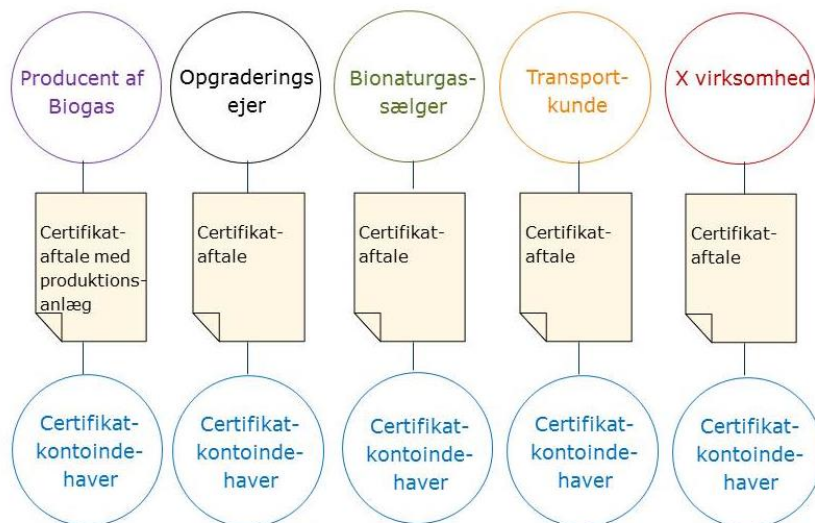 Producent af
Biogas
Opgraderings
ejer
Bionaturgas-
sælger
Transport-
kunde
X virksomhed
Certifikat-
aftale med
produktions-
anlæg
Certifikat-
aftale
Certifikat-
aftale
Certifikat-
aftale
Certifikat-
aftale
Certifikat-
kontoinde-
haver
Certifikat-
kontoinde-
haver
Certifikat-
kontoinde-
haver
Certifikat-
kontoinde-
haver
Certifikat-
kontoinde-
haver